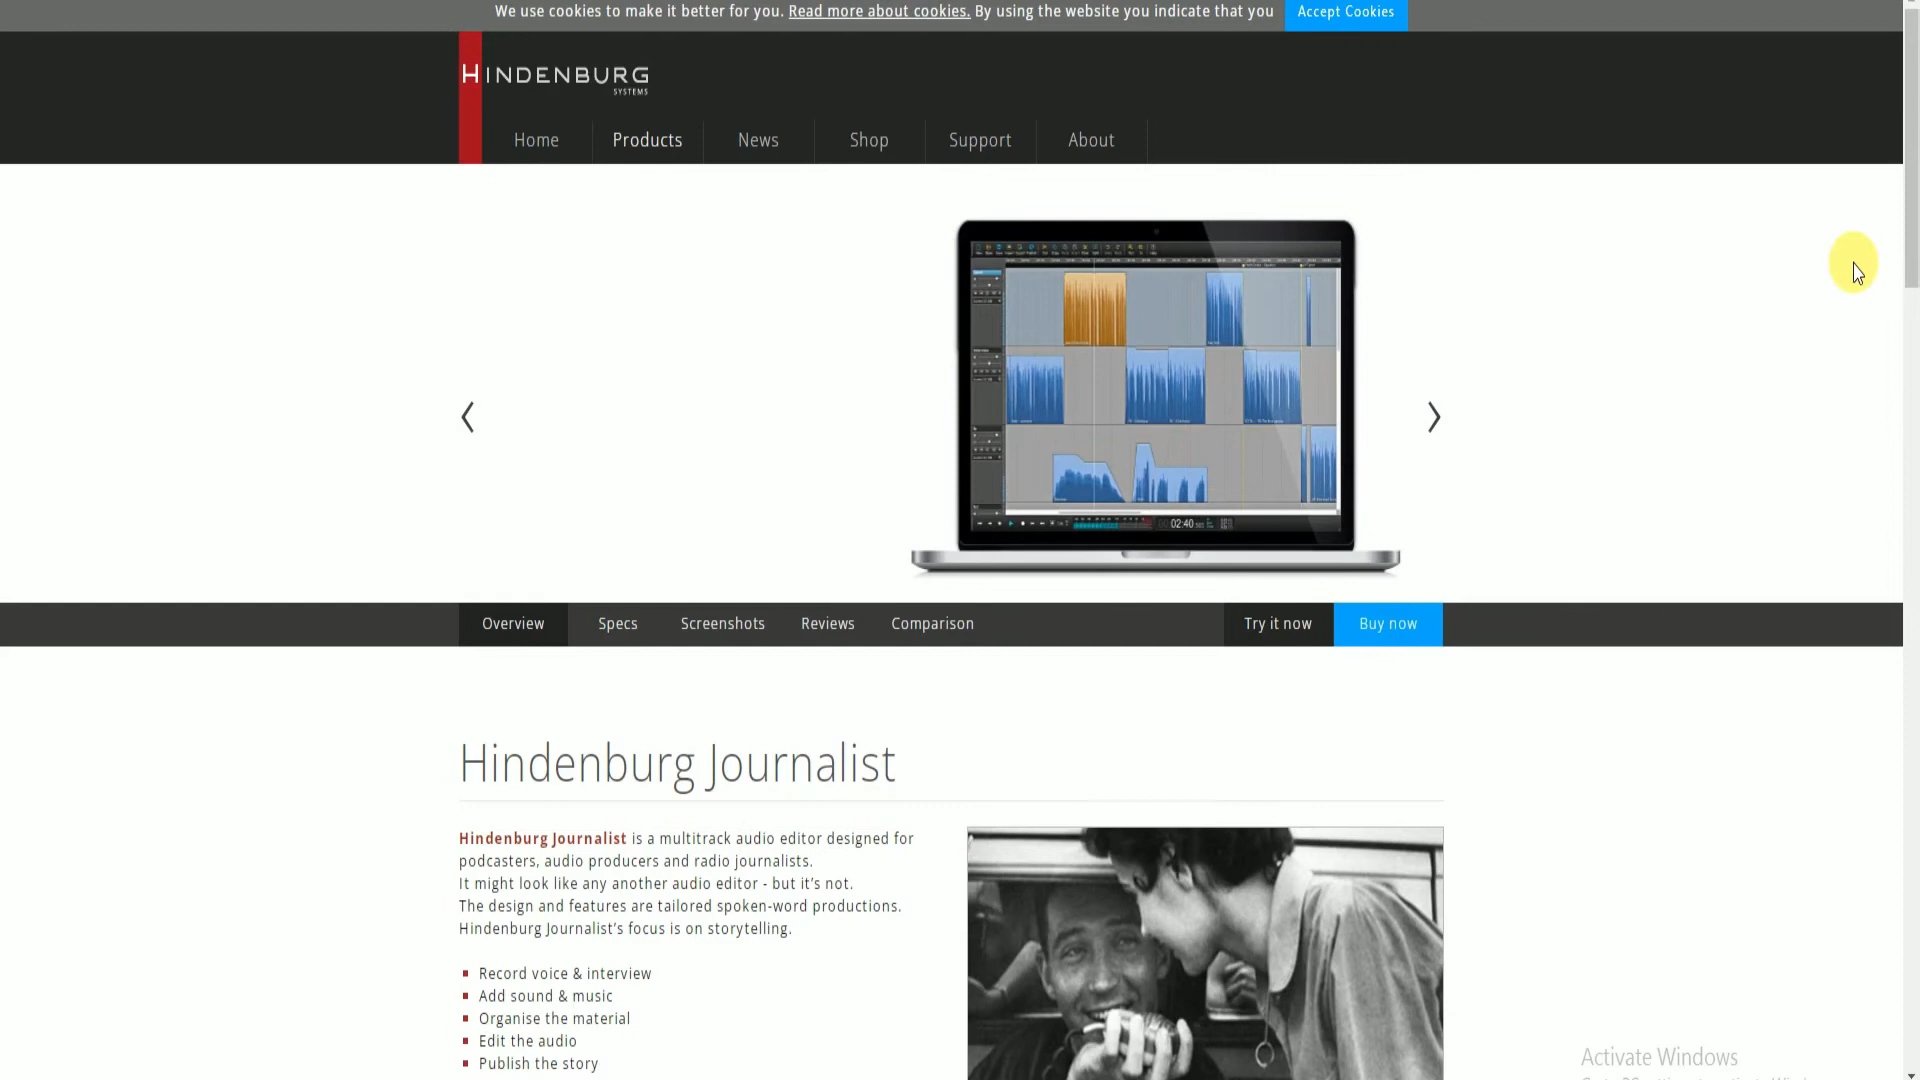 We use cookies to make it better for you. Read more about cookies. By using the website you indicate that you
Accept Cookies
HINDENBURG
SYSTEMS
Home
Products
News
Shop
Support
About
02:40
Overview
Specs
Screenshots
Reviews
Comparison
Try it now
Buy now
Hindenburg Journalist
Hindenburg Journalist is a multitrack audio editor designed for
podcasters, audio producers and radio journalists.
It might look like any another audio editor - but it's not.
The design and features are tailored spoken-word productions.
Hindenburg Journalist's focus is on storytelling.
Record voice & interview
Add sound & music
Organise the material
Edit the audio
Publish the story
Activate Windows